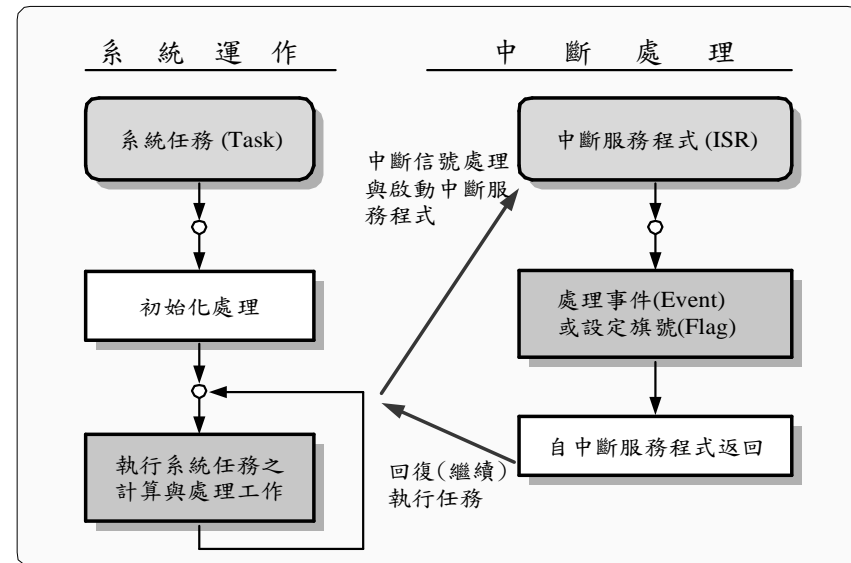 系統運作
中斷處理
系統任務 (Task)
初始化處理
執行系統任務之
計算與處理工作
中斷信號處理
與啟動中斷服
務程式
中斷服務程式 (ISR)
處理事件(Event)
或設定旗號(Flag)
自中斷服務程式返回
回復(繼續)
執行任務